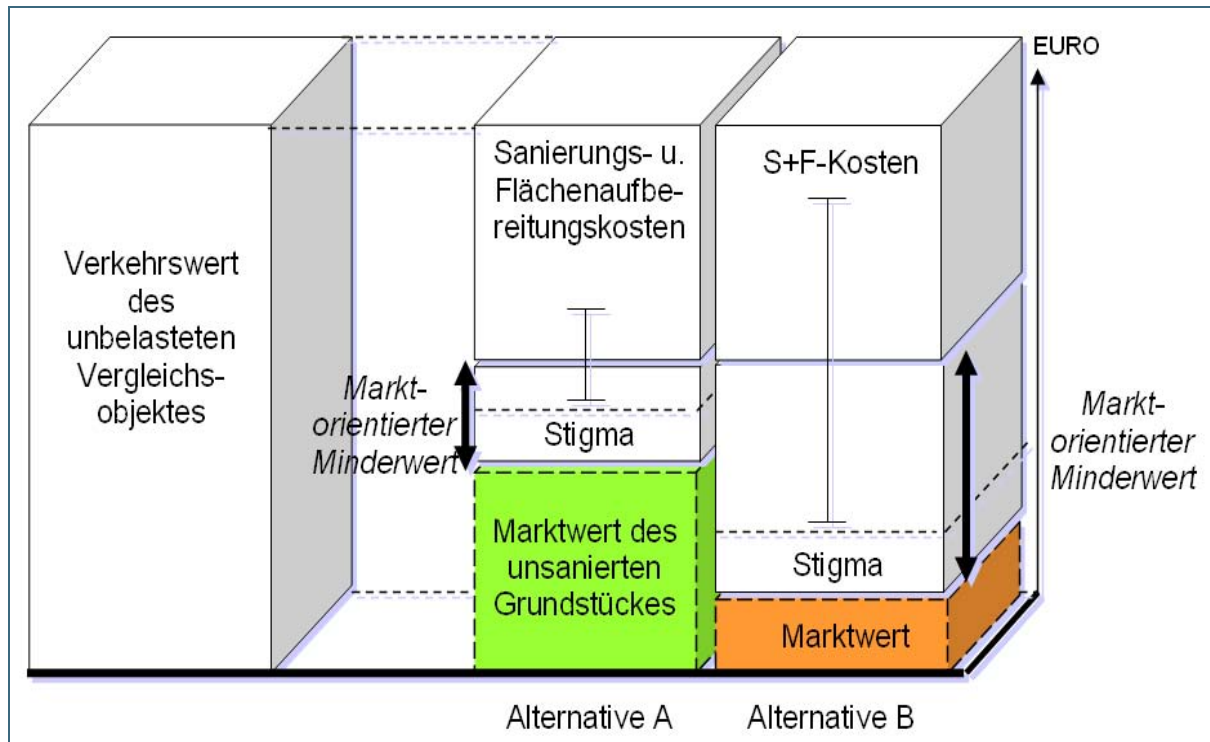 EURO
Verkehrswert
des
unbelasteten
Vergleichs-
objektes
Sanierungs- u.
Flächenaufbe-
reitungskosten
S+F-Kosten
Markt-
orientierter
Minderwert
Stigma
Marktwert des
unsanierten
Grundstückes
Stigma
Marktwert
Markt-
orientierter
Minderwert
Alternative A
Alternative B